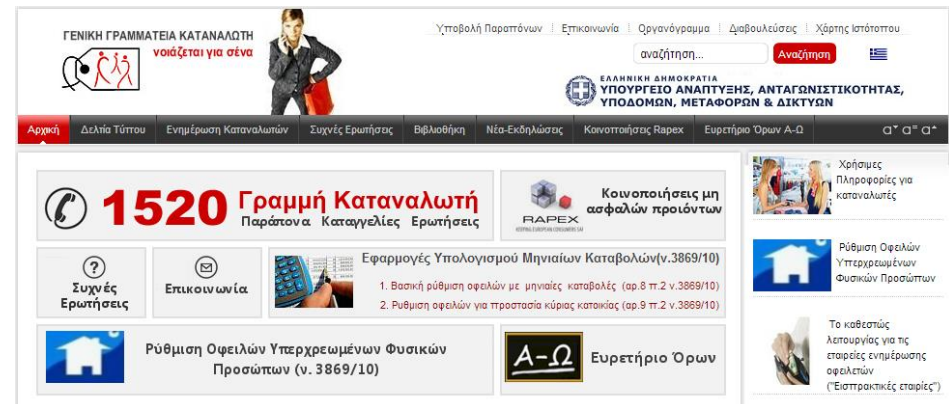 ΓΕΝΙΚΗ ΓΡΑΜΜΑΤΕΙΑ ΚΑΤΑΝΑΛΩΤΗ
νοιάζεται για σένα
Υποβολή Παραπόνων Επικοινωνία Οργανόγραμμα Διαβουλεύσεις Χάρτης Ιστότοπου
αναζήτηση... Αναζήτηση
ΕΛΛΗΝΙΚΗ ΔΗΜΟΚΡΑΤΙΑ
ΥΠΟΥΡΓΕΙΟ ΑΝΑΠΤΥΞΗΣ, ΑΝΤΑΓΩΝΙΣΤΙΚΟΤΗΤΑΣ,
ΥΠΟΔΟΜΩΝ, ΜΕΤΑΦΟΡΩΝ & ΔΙΚΤΥΩΝ
Αρχική Δελτία Τύπου Ενημέρωση Καταναλωτών Συχνές Ερωτήσεις Βιβλιοθήκη Νέα-Εκδηλώσεις Κοινοποιήσεις Rapex Ευρετήριο Όρων Α-Ω a a a
1520 Γραμμή Καταναλωτή
Παράπονα Καταγγελίες Ερωτήσεις
RAPEX
Κοινοποιήσεις μη
ασφαλών προιόντων
Συχνές
Ερωτήσεις
Επικοινωνία
Εφαρμογές Υπολογισμού Μηνιαίων Καταβολών(ν.3869/10)
1. Βασική ρύθμιση οφειλών με μηνιαίες καταβολές (αρ.8 π.2 ν.3869/10)
2. Ρυθμιση οφειλών για προστασία κύριας κατοικίας (αρ.9 π.2 ν.3869/10)
Ρύθμιση Οφειλών Υπερχρεωμένων Φυσικών
Προσώπων (ν. 3869/10)
Α-Ω
Ευρετήριο Όρων
Χρήσιμες
Πληροφορίες για
καταναλωτές
Ρύθμιση Οφειλών
Υπερχρεωμένων
Φυσικών Προσώπων
Το καθεστώς
λειτουργίας για τις
εταιρείες ενημέρωσης
οφειλετών
("Εισπρακτικές εταιρίες")